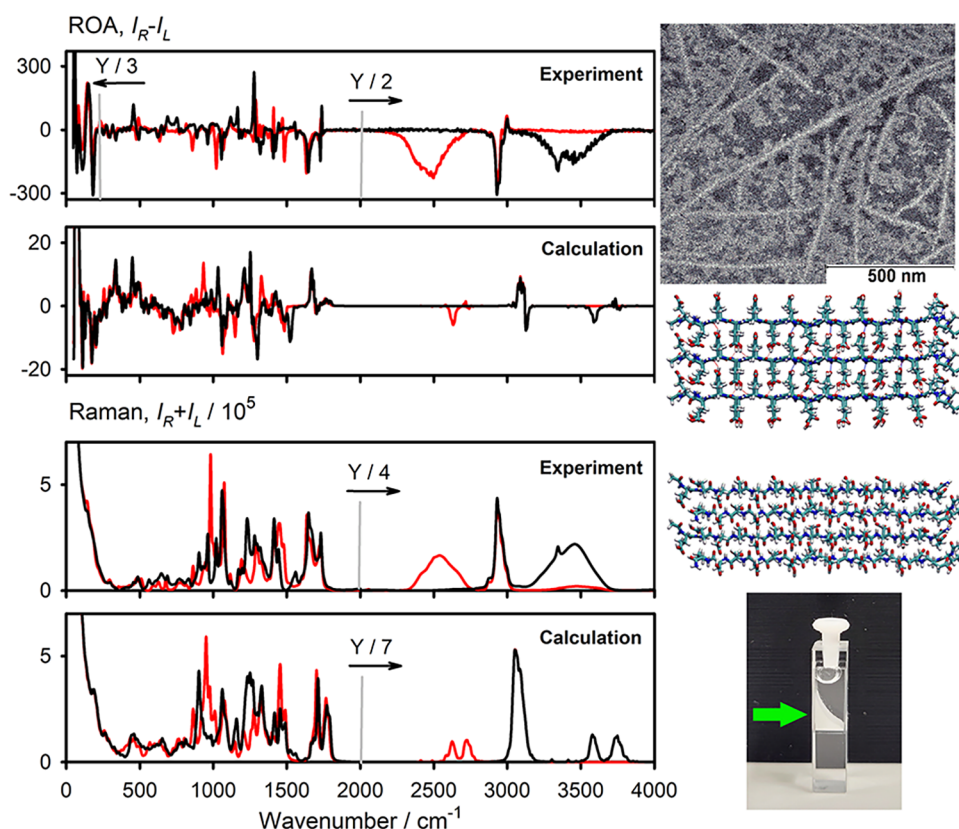 ROA, I_R-I_L
Y / 3
Y / 2
Experiment
300
0
-300
Calculation
20
0
-20
Raman, I_R+I_L / 10^5
Y / 4
Experiment
5
0
Y / 7
Calculation
5
0
0 500 1000 1500 2000 2500 3000 3500 4000
Wavenumber / cm^-1
500 nm